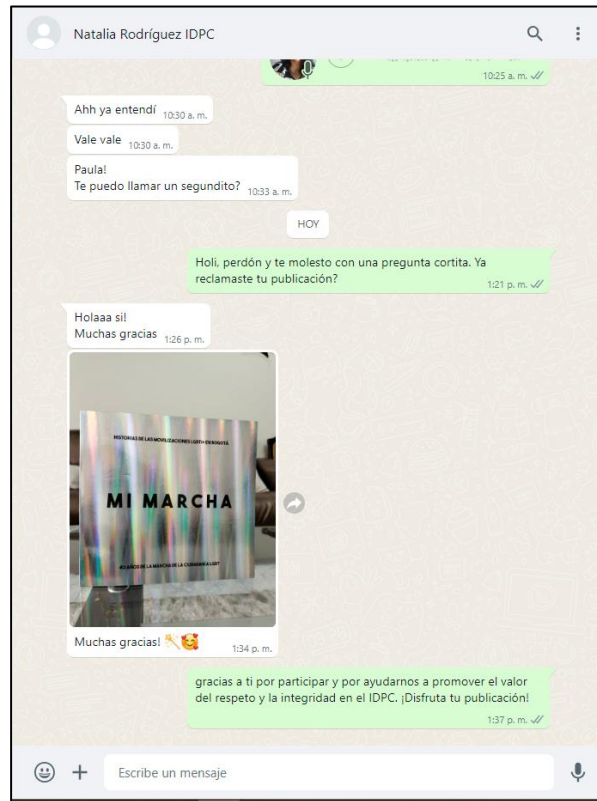 Natalia Rodríguez IDPC
10:25 a. m.
Ahh ya entendí 10:30 a. m.
Vale vale 10:30 a. m.
Paula!
Te puedo llamar un segundito? 10:33 a. m.
HOY
Holi, perdón y te molesto con una pregunta cortita. Ya
reclamaste tu publicación?
1:21 p. m.
Holaaa si!
Muchas gracias 1:26 p. m.
HISTORIAS DE LAS MOVILIZACIONES LGBTI+ EN BOGOTÁ
MI MARCHA
40 AÑOS DE LA MARCHA DE LA CIUDADANÍA LGBT
Muchas gracias! 1:34 p. m.
gracias a ti por participar y por ayudarnos a promover el valor
del respeto y la integridad en el IDPC. ¡Disfruta tu publicación!
1:37 p. m.
Escribe un mensaje